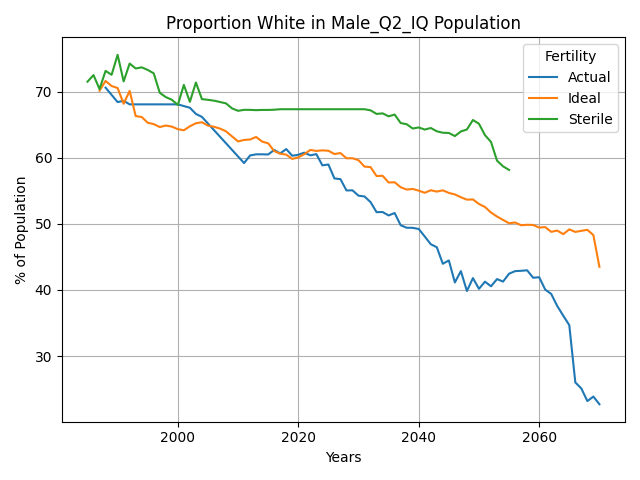 Proportion White in Male_Q2_IQ Population
Fertility
Actual
Ideal
Sterile
% of Population
70
60
50
40
30
2000
2020
2040
2060
Years